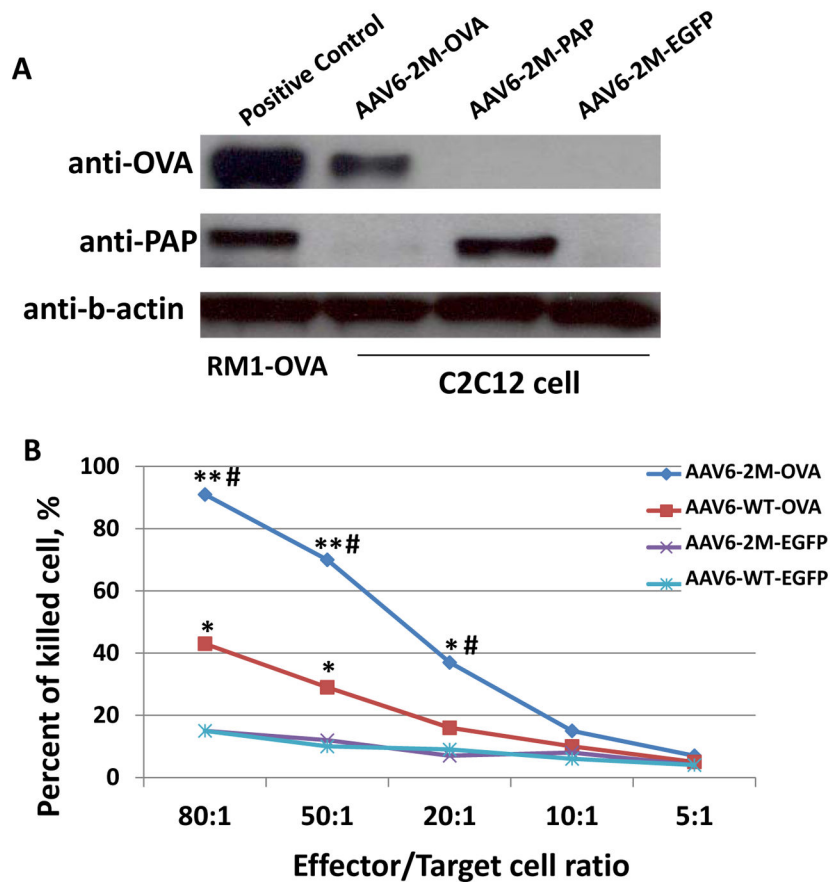 A
Positive Control
AAV6-2M-OVA
AAV6-2M-PAP
AAV6-2M-EGFP
anti-OVA
anti-PAP
anti-b-actin
RM1-OVA
C2C12 cell
B
Percent of killed cell, %
100
80
60
40
20
0
**#
**#
*#
*
*
AAV6-2M-OVA
AAV6-WT-OVA
AAV6-2M-EGFP
AAV6-WT-EGFP
80:1 50:1 20:1 10:1 5:1
Effector/Target cell ratio